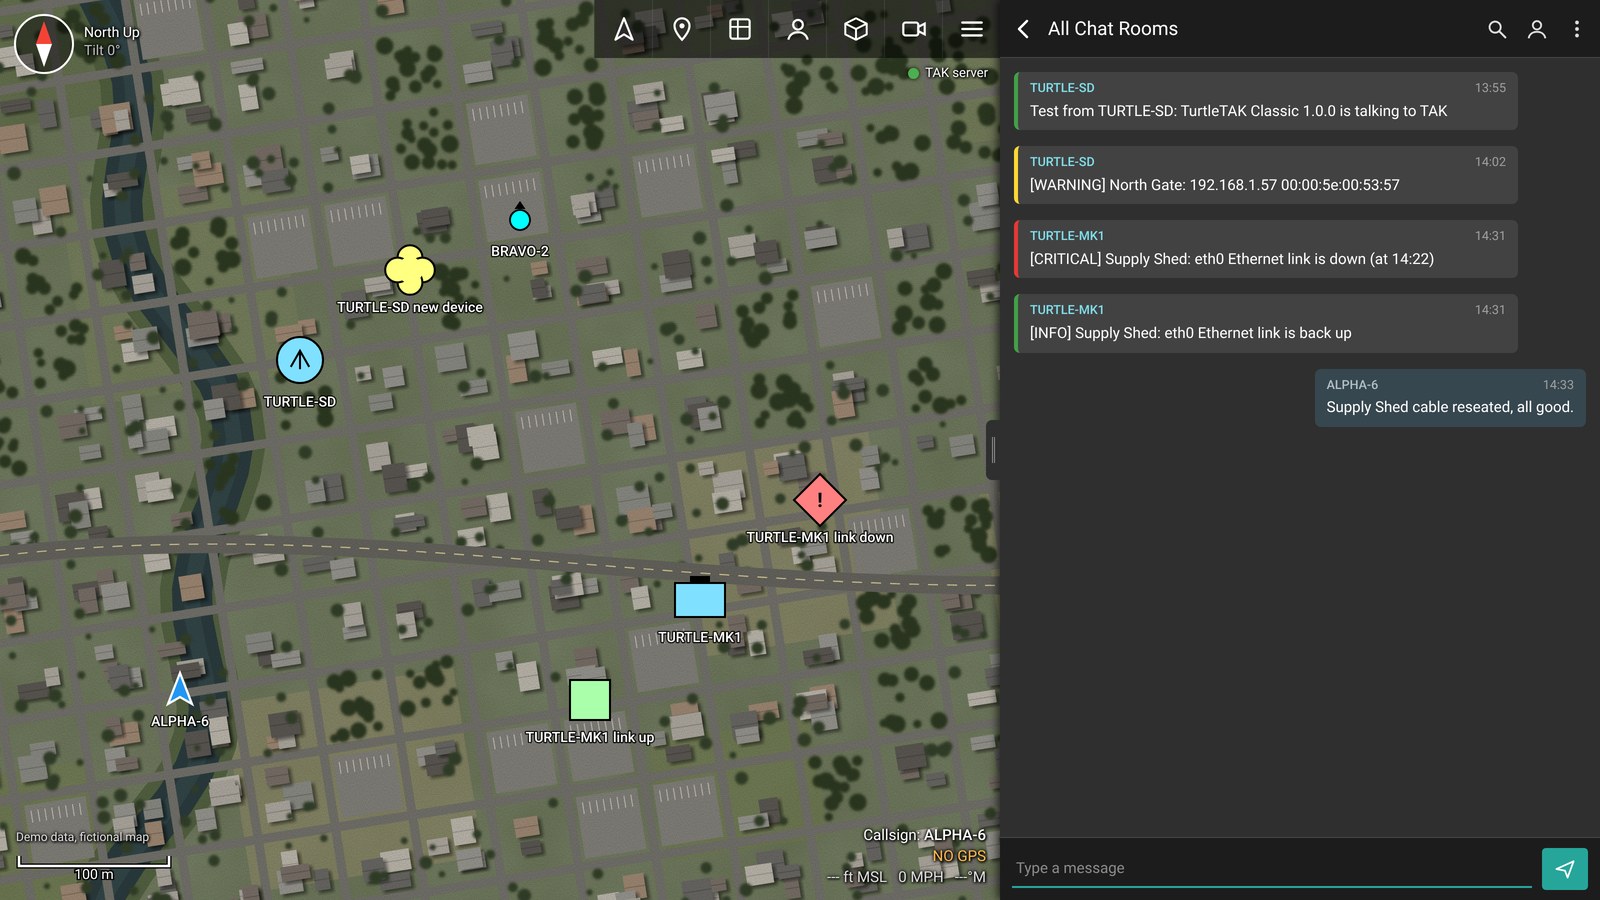 North Up
Tilt 0°
TAK server
BRAVO-2
TURTLE-SD new device
TURTLE-SD
!
TURTLE-MK1 link down
TURTLE-MK1
ALPHA-6
TURTLE-MK1 link up
Demo data, fictional map
100 m
Callsign: ALPHA-6
NO GPS
--- ft MSL 0 MPH ---°M
All Chat Rooms
TURTLE-SD 13:55
Test from TURTLE-SD: TurtleTAK Classic 1.0.0 is talking to TAK
TURTLE-SD 14:02
[WARNING] North Gate: 192.168.1.57 00:00:5e:00:53:57
TURTLE-MK1 14:31
[CRITICAL] Supply Shed: eth0 Ethernet link is down (at 14:22)
TURTLE-MK1 14:31
[INFO] Supply Shed: eth0 Ethernet link is back up
ALPHA-6 14:33
Supply Shed cable reseated, all good.
Type a message